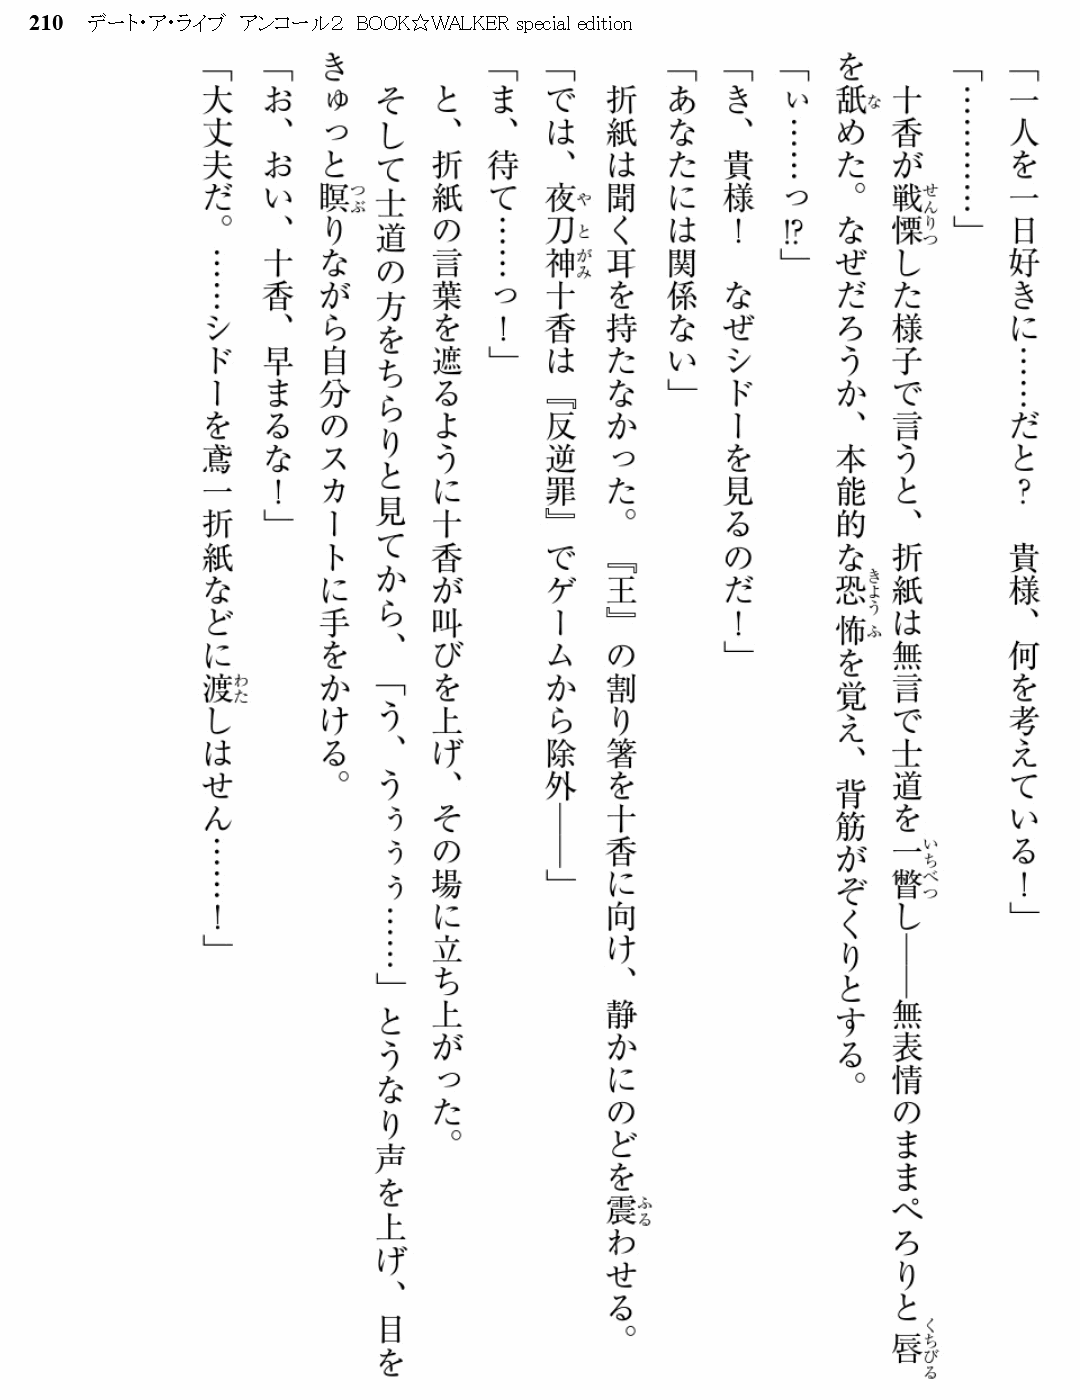 210 デート・ア・ライブ アンコール2 BOOK☆WALKER special edition
「一人を一日好きに……だと？　貴様、何を考えている！」
「…………」
　十香が戦慄した様子で言うと、折紙は無言で士道を一瞥し――無表情のままぺろりと唇
を舐めた。なぜだろうか、本能的な恐怖を覚え、背筋がぞくりとする。
「ぃ……っ!?」
「き、貴様！　なぜシドーを見るのだ！」
「あなたには関係ない」
　折紙は聞く耳を持たなかった。『王』の割り箸を十香に向け、静かにのどを震わせる。
「では、夜刀神十香は『反逆罪』でゲームから除外――」
「ま、待て……っ！」
　と、折紙の言葉を遮るように十香が叫びを上げ、その場に立ち上がった。
　そして士道の方をちらりと見てから、「う、うぅぅぅ……」とうなり声を上げ、目を
きゅっと瞑りながら自分のスカートに手をかける。
「お、おい、十香、早まるな！」
「大丈夫だ。……シドーを鳶一折紙などに渡しはせん……！」